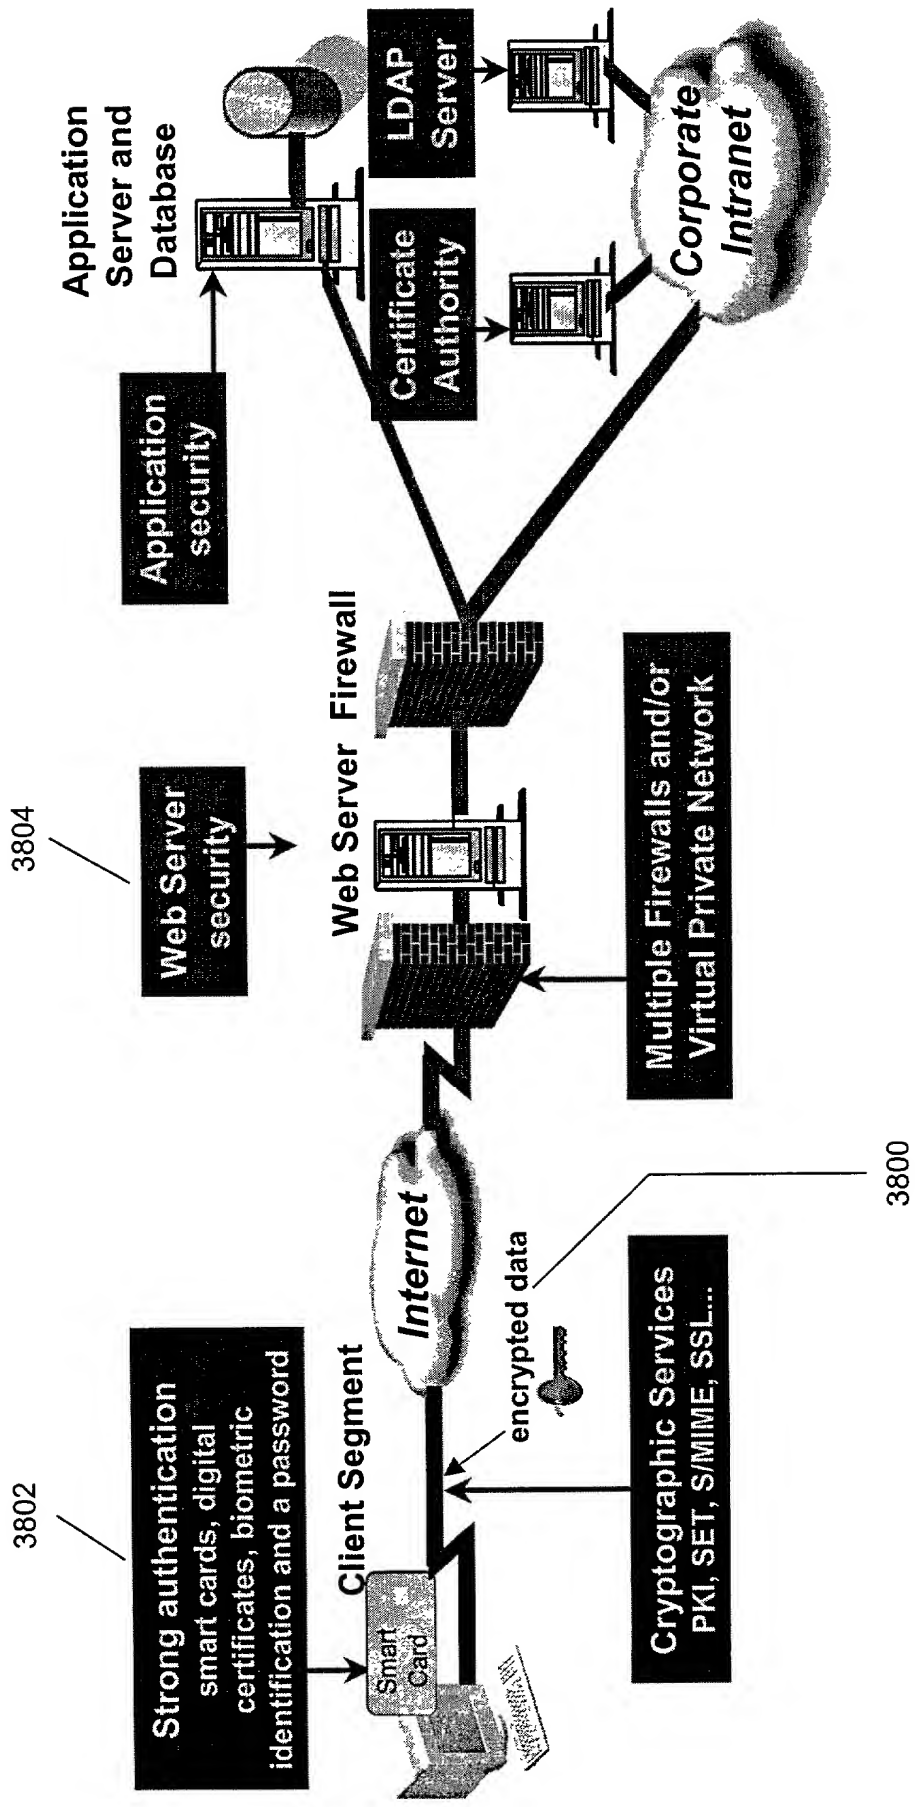 3802
3804
Strong authentication
smart cards, digital
certificates, biometric
identification and a password
Web Server
security
Application
security
Application
Server and
Database
Client Segment
Web Server
Firewall
Smart
Card
Internet
Certificate
Authority
LDAP
Server
encrypted data
Corporate
Intranet
Cryptographic Services
PKI, SET, S/MIME, SSL...
Multiple Firewalls and/or
Virtual Private Network
3800